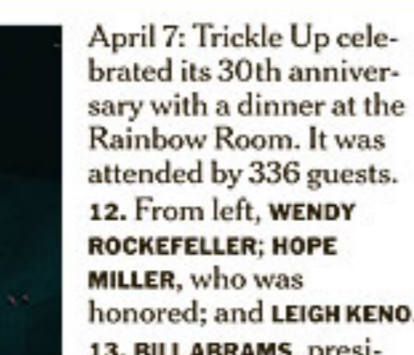 April 7: Trickle Up cele-
brated its 30th anniver-
sary with a dinner at the
Rainbow Room. It was
attended by 336 guests.
12. From left, WENDY
ROCKEFELLER; HOPE
MILLER, who was
honored; and LEIGH KENO.
13. BILL ABRAMS, presi-